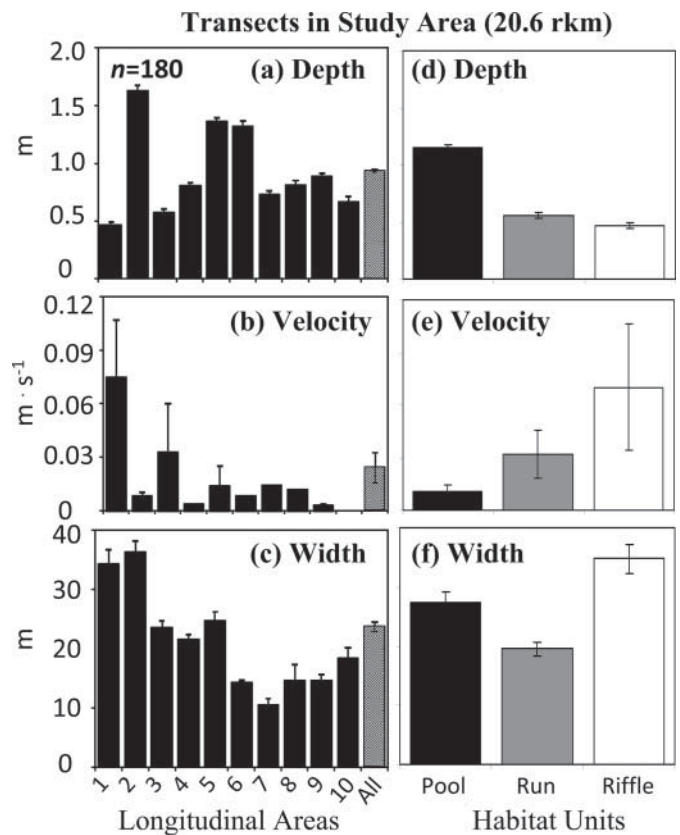 Transects in Study Area (20.6 rkm)
n=180
(a) Depth
(d) Depth
2.0
1.5
1.0
0.5
0
m
(b) Velocity
(e) Velocity
0.12
0.09
0.06
0.03
0
m · s⁻¹
(c) Width
(f) Width
40
30
20
10
0
m
1 2 3 4 5 6 7 8 9 10 All
Pool Run Riffle
Longitudinal Areas
Habitat Units